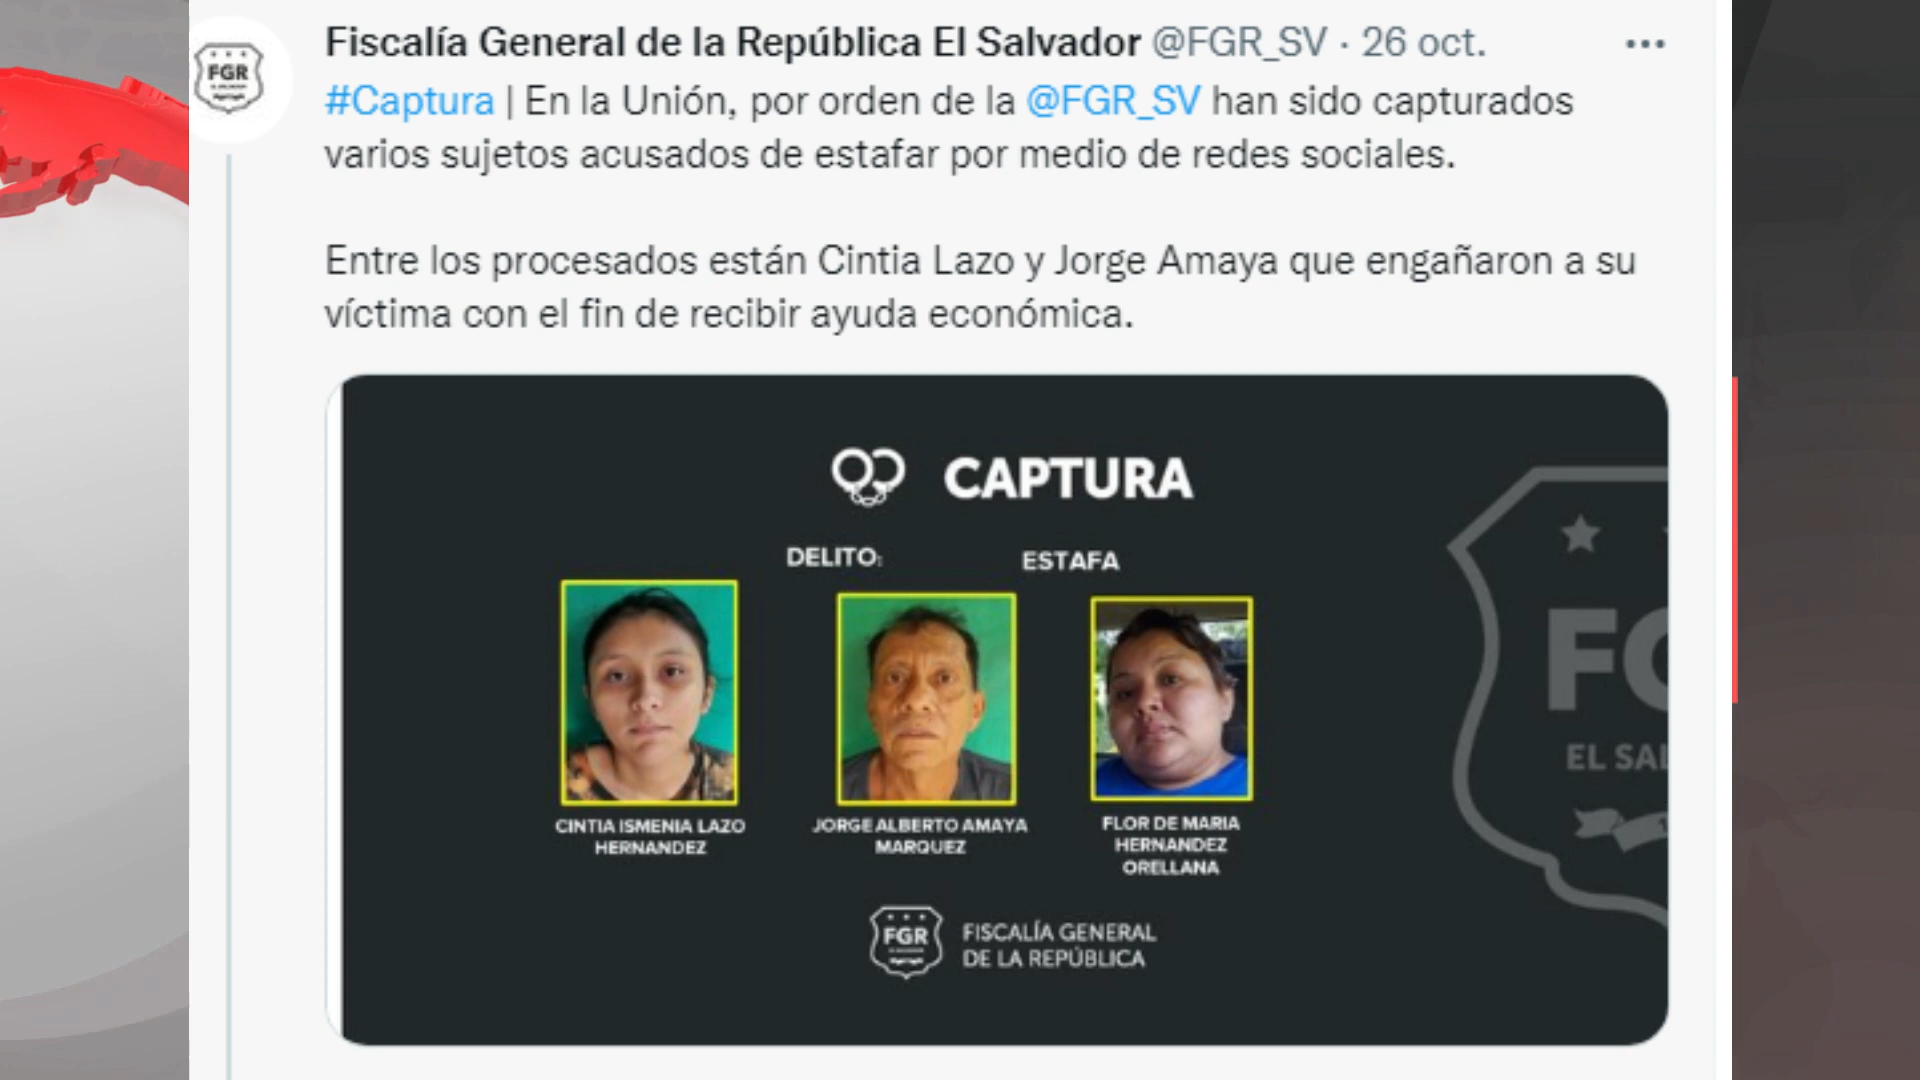 Fiscalía General de la República El Salvador @FGR_SV · 26 oct.
FGR
EL SALVADOR
#Captura | En la Unión, por orden de la @FGR_SV han sido capturados
varios sujetos acusados de estafar por medio de redes sociales.
Entre los procesados están Cintia Lazo y Jorge Amaya que engañaron a su
víctima con el fin de recibir ayuda económica.
CAPTURA
DELITO: ESTAFA
CINTIA ISMENIA LAZO
HERNANDEZ
JORGE ALBERTO AMAYA
MARQUEZ
FLOR DE MARIA
HERNANDEZ
ORELLANA
FGR
FISCALÍA GENERAL
DE LA REPÚBLICA
FG
EL SAL